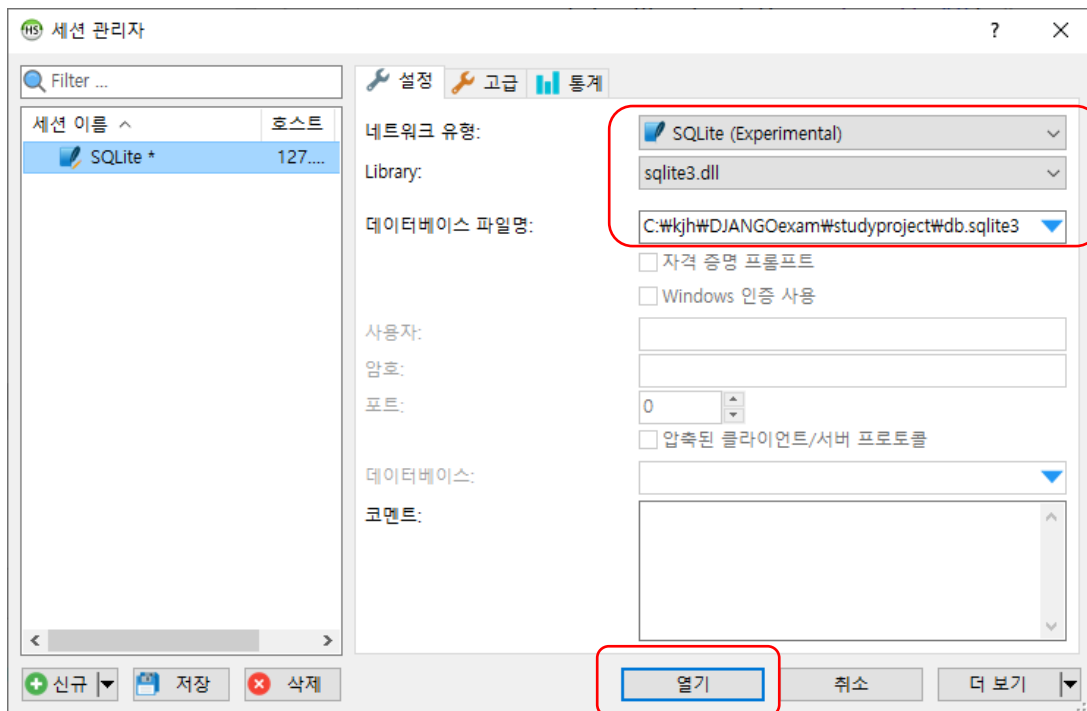 HS 세션 관리자 ?
Filter ...
세션 이름 호스트
SQLite * 127....
설정 고급 통계
네트워크 유형: SQLite (Experimental)
Library: sqlite3.dll
데이터베이스 파일명: C:₩kjh₩DJANGOexam₩studyproject₩db.sqlite3
자격 증명 프롬프트
Windows 인증 사용
사용자:
암호:
포트: 0
압축된 클라이언트/서버 프로토콜
데이터베이스:
코멘트:
신규 저장 삭제 열기 취소 더 보기